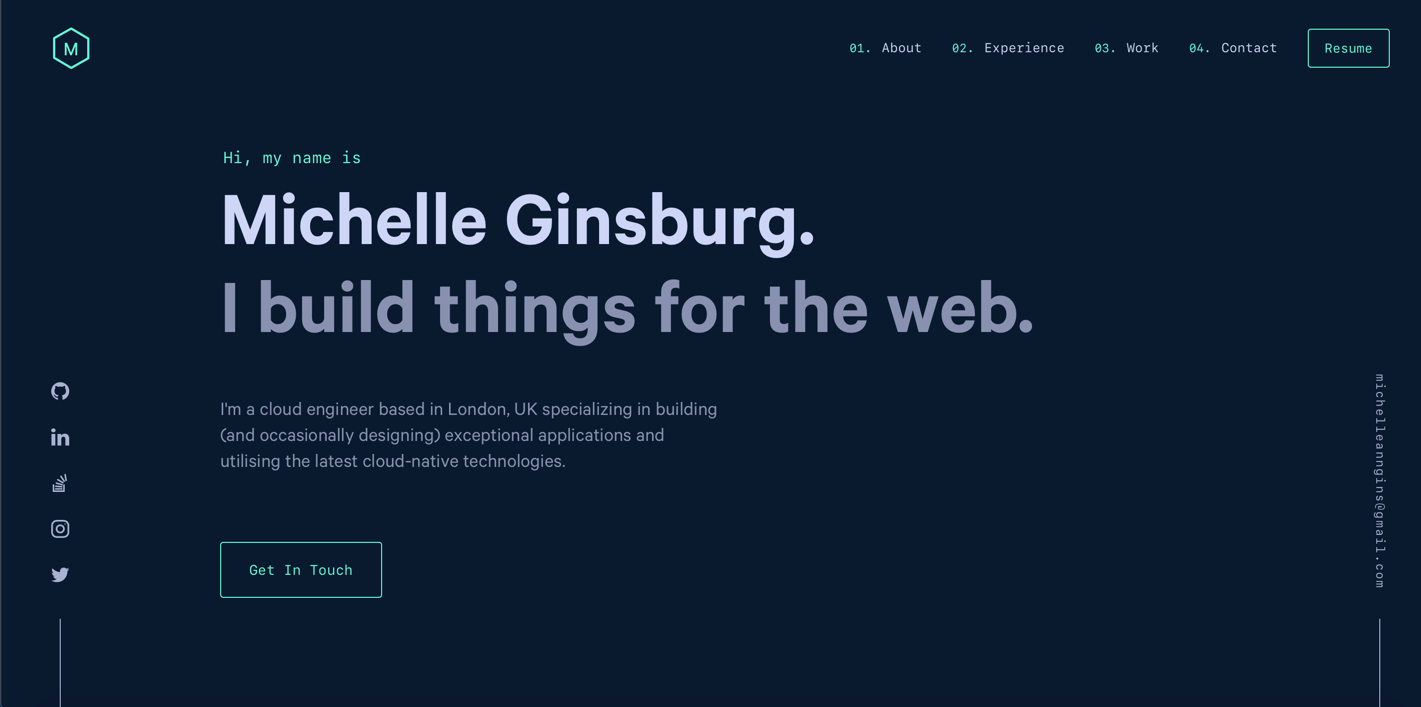 M
01. About 02. Experience 03. Work 04. Contact Resume
Hi, my name is
Michelle Ginsburg.
I build things for the web.
I'm a cloud engineer based in London, UK specializing in building
(and occasionally designing) exceptional applications and
utilising the latest cloud-native technologies.
Get In Touch
in
michelleanngins@gmail.com